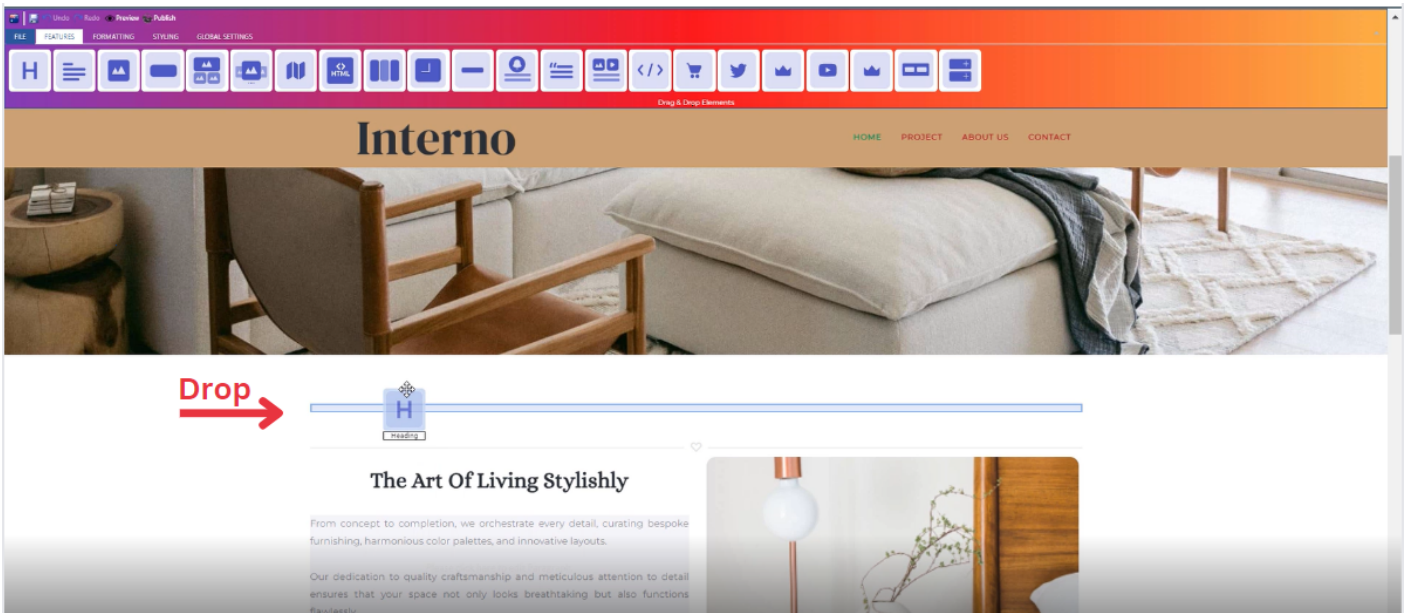 Undo Redo Preview Publish
FILE FEATURES FORMATTING STYLING GLOBAL SETTINGS
H
<>
HTML
</>
Drag & Drop Elements
Interno
HOME PROJECT ABOUT US CONTACT
Drop
H
Heading
The Art Of Living Stylishly
From concept to completion, we orchestrate every detail, curating bespoke
furnishing, harmonious color palettes, and innovative layouts.
Our dedication to quality craftsmanship and meticulous attention to detail
ensures that your space not only looks breathtaking but also functions
flawlessly.